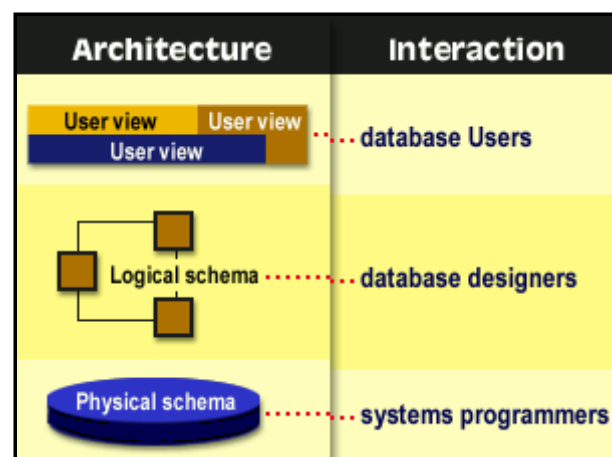 Architecture Interaction
User view User view
User view
database Users
Logical schema database designers
Physical schema
systems programmers